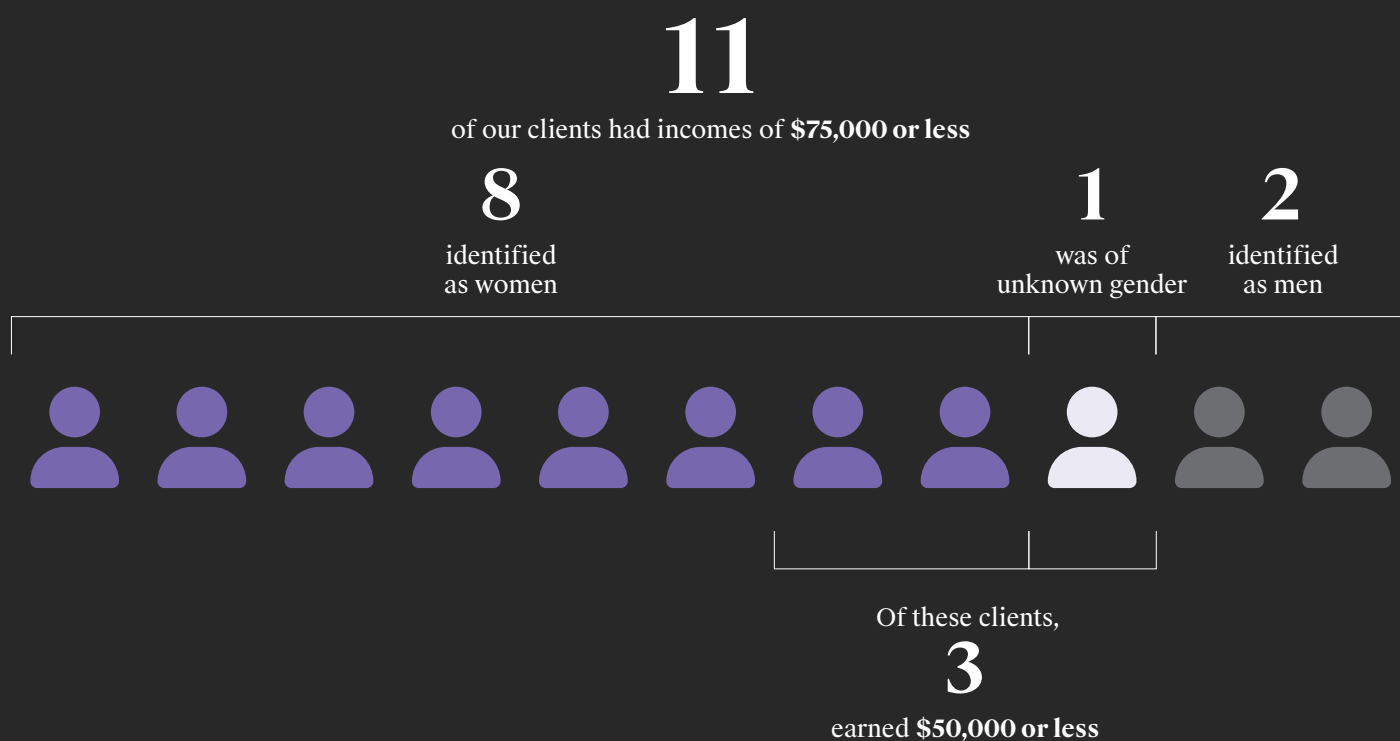 11
of our clients had incomes of $75,000 or less
8
identified
as women
1
was of
unknown gender
2
identified
as men
Of these clients,
3
earned $50,000 or less